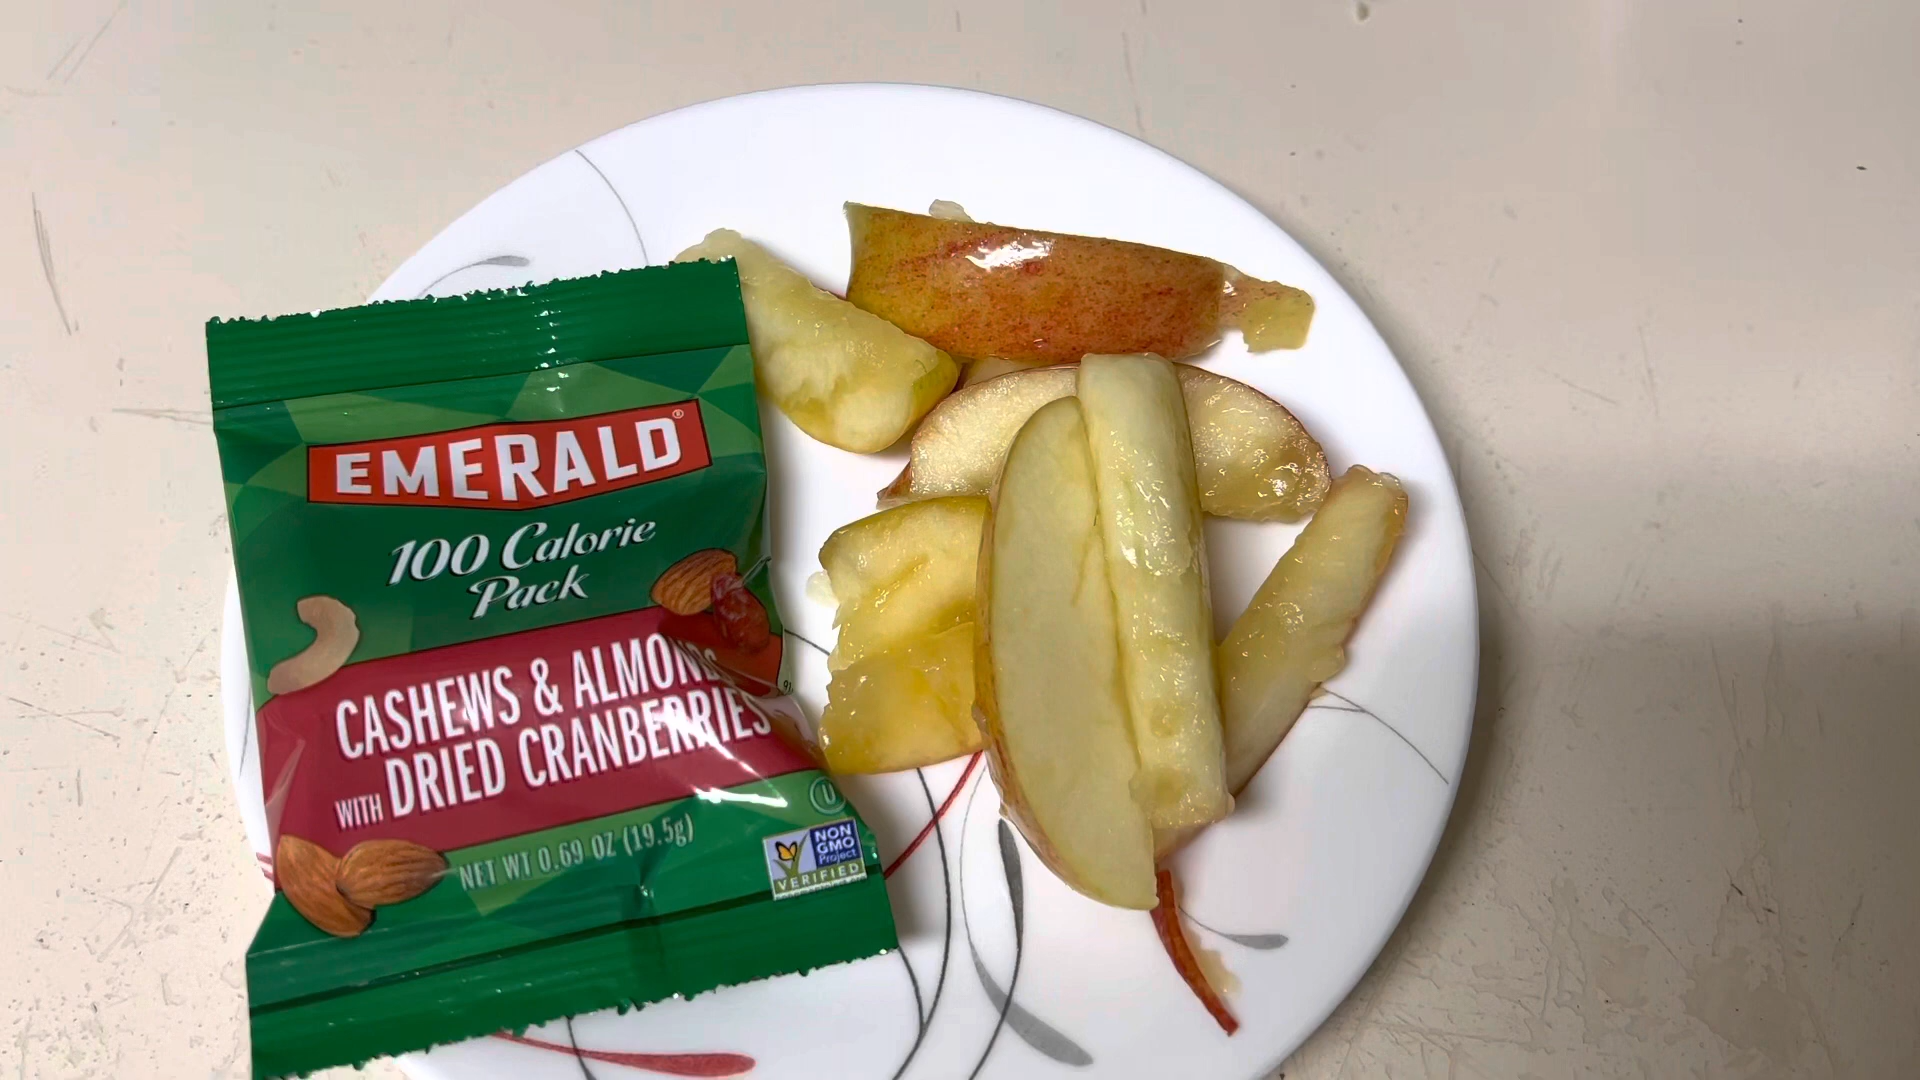 EMERALD®
100 Calorie
Pack
CASHEWS & ALMONDS
WITH DRIED CRANBERRIES
NET WT 0.69 OZ (19.5g)
U
NON
GMO
Project
VERIFIED